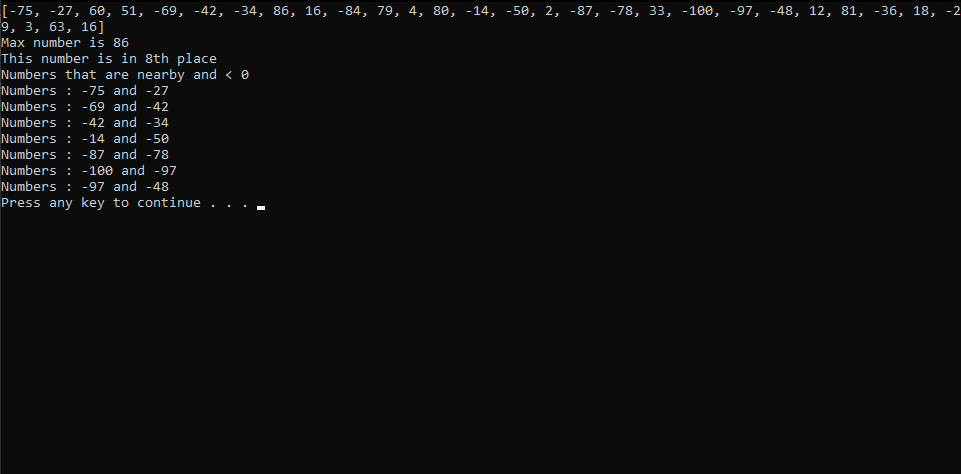 [-75, -27, 60, 51, -69, -42, -34, 86, 16, -84, 79, 4, 80, -14, -50, 2, -87, -78, 33, -100, -97, -48, 12, 81, -36, 18, -2
9, 3, 63, 16]
Max number is 86
This number is in 8th place
Numbers that are nearby and < 0
Numbers : -75 and -27
Numbers : -69 and -42
Numbers : -42 and -34
Numbers : -14 and -50
Numbers : -87 and -78
Numbers : -100 and -97
Numbers : -97 and -48
Press any key to continue . . .